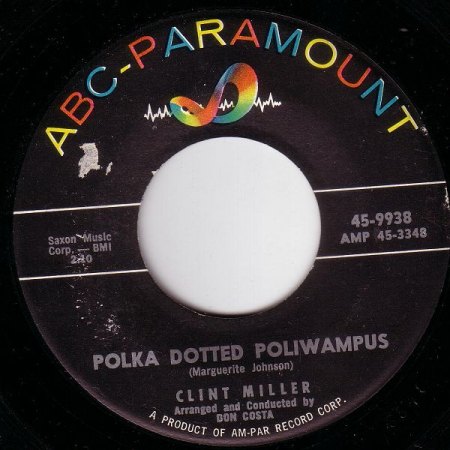 ABC-PARAMOUNT
Saxon Music
Corp. — BMI
2:20
45-9938
AMP 45-3348
POLKA DOTTED POLIWAMPUS
(Marguerite Johnson)
CLINT MILLER
Arranged and Conducted by
DON COSTA
A PRODUCT OF AM-PAR RECORD CORP.